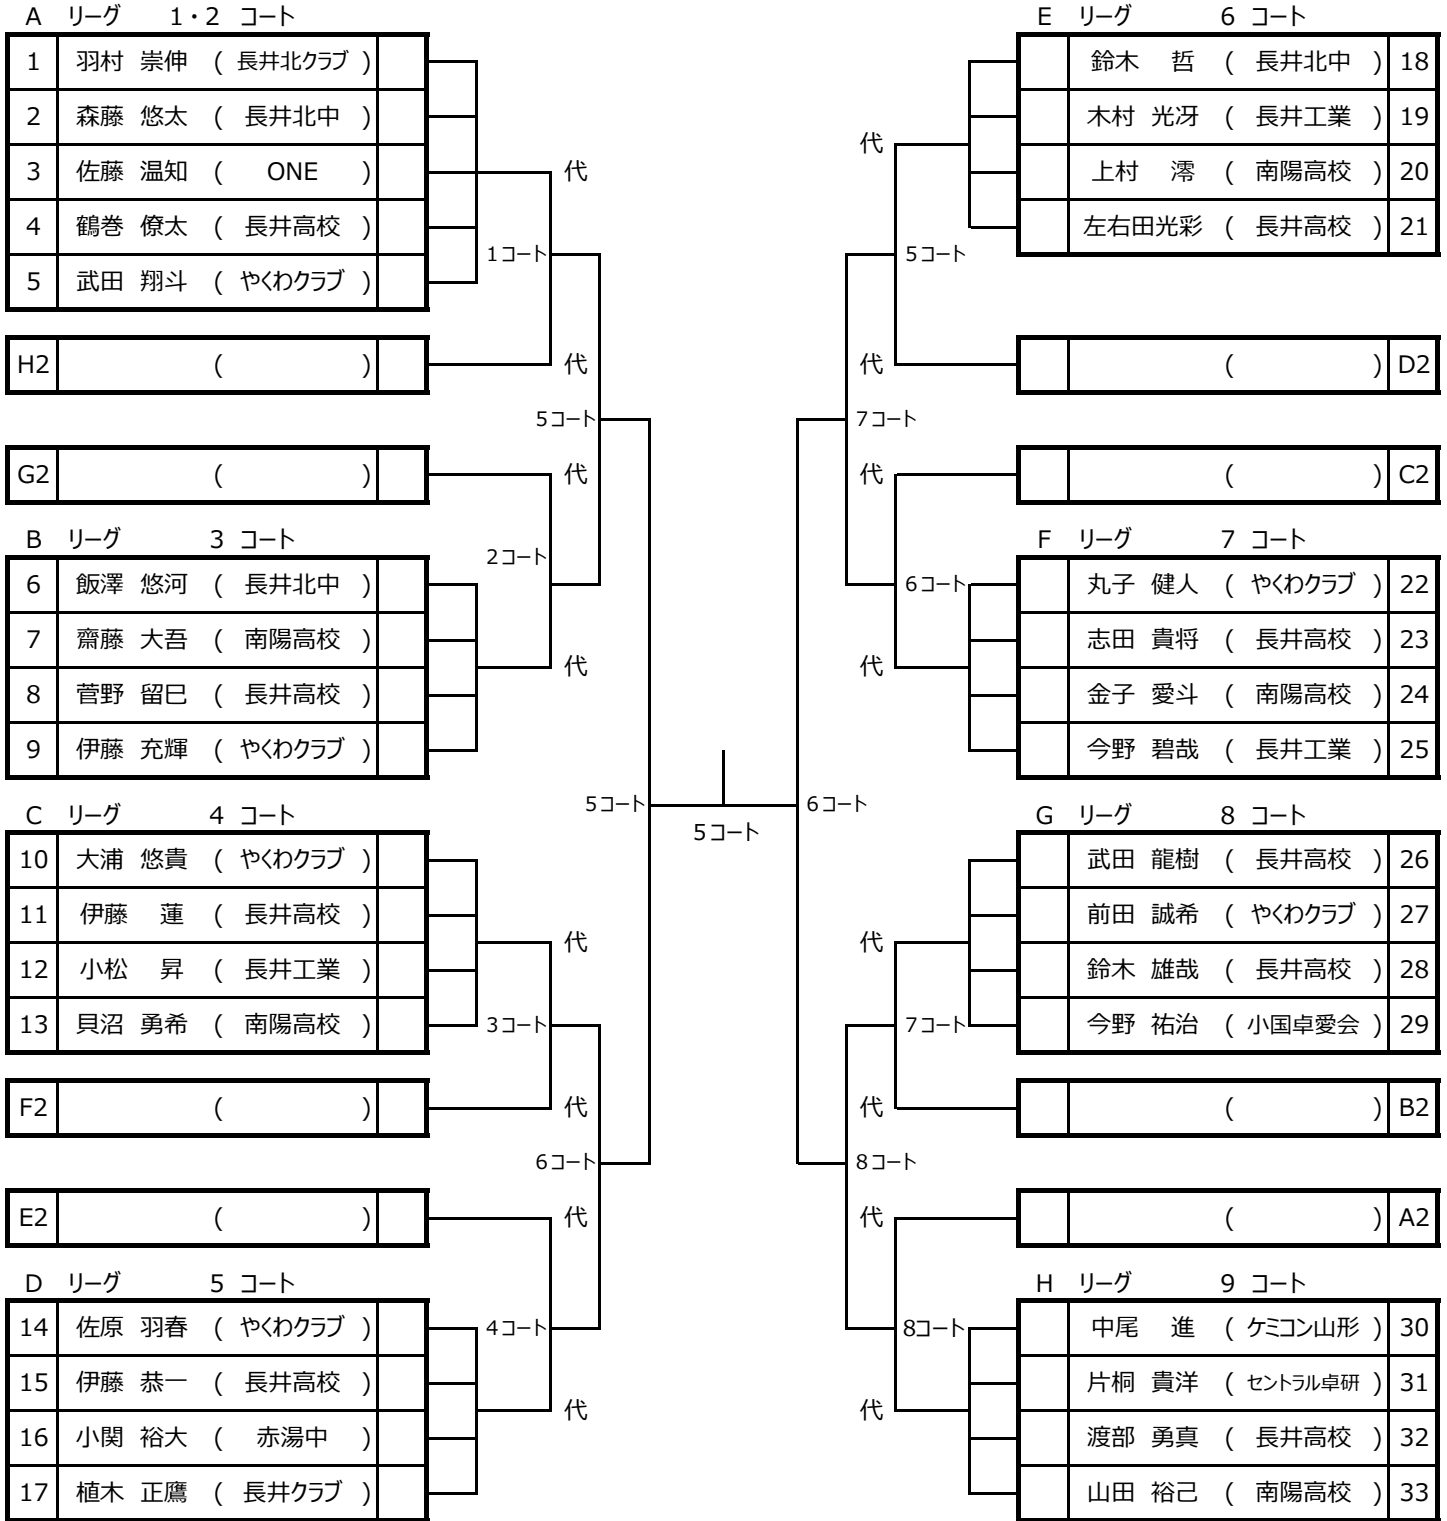 A リーグ 1・2 コート
1 羽村 崇伸 ( 長井北クラブ )
2 森藤 悠太 ( 長井北中 )
3 佐藤 温知 ( ONE )
4 鶴巻 僚太 ( 長井高校 )
5 武田 翔斗 ( やくわクラブ )
代
1コート
H2 ( )
代
5コート
G2 ( )
代
B リーグ 3 コート
2コート
6 飯澤 悠河 ( 長井北中 )
7 齋藤 大吾 ( 南陽高校 )
8 菅野 留巳 ( 長井高校 )
9 伊藤 充輝 ( やくわクラブ )
代
5コート
C リーグ 4 コート
10 大浦 悠貴 ( やくわクラブ )
11 伊藤 蓮 ( 長井高校 )
12 小松 昇 ( 長井工業 )
13 貝沼 勇希 ( 南陽高校 )
代
3コート
F2 ( )
代
6コート
E2 ( )
代
D リーグ 5 コート
14 佐原 羽春 ( やくわクラブ )
15 伊藤 恭一 ( 長井高校 )
16 小関 裕大 ( 赤湯中 )
17 植木 正鷹 ( 長井クラブ )
4コート
代
5コート
E リーグ 6 コート
鈴木 哲 ( 長井北中 ) 18
木村 光冴 ( 長井工業 ) 19
上村 澪 ( 南陽高校 ) 20
左右田光彩 ( 長井高校 ) 21
代
5コート
( ) D2
代
7コート
( ) C2
代
F リーグ 7 コート
6コート
丸子 健人 ( やくわクラブ ) 22
志田 貴将 ( 長井高校 ) 23
金子 愛斗 ( 南陽高校 ) 24
今野 碧哉 ( 長井工業 ) 25
代
6コート
G リーグ 8 コート
武田 龍樹 ( 長井高校 ) 26
前田 誠希 ( やくわクラブ ) 27
鈴木 雄哉 ( 長井高校 ) 28
今野 祐治 ( 小国卓愛会 ) 29
代
7コート
( ) B2
代
8コート
( ) A2
代
H リーグ 9 コート
8コート
中尾 進 ( ケミコン山形 ) 30
片桐 貴洋 ( セントラル卓研 ) 31
渡部 勇真 ( 長井高校 ) 32
山田 裕己 ( 南陽高校 ) 33
代